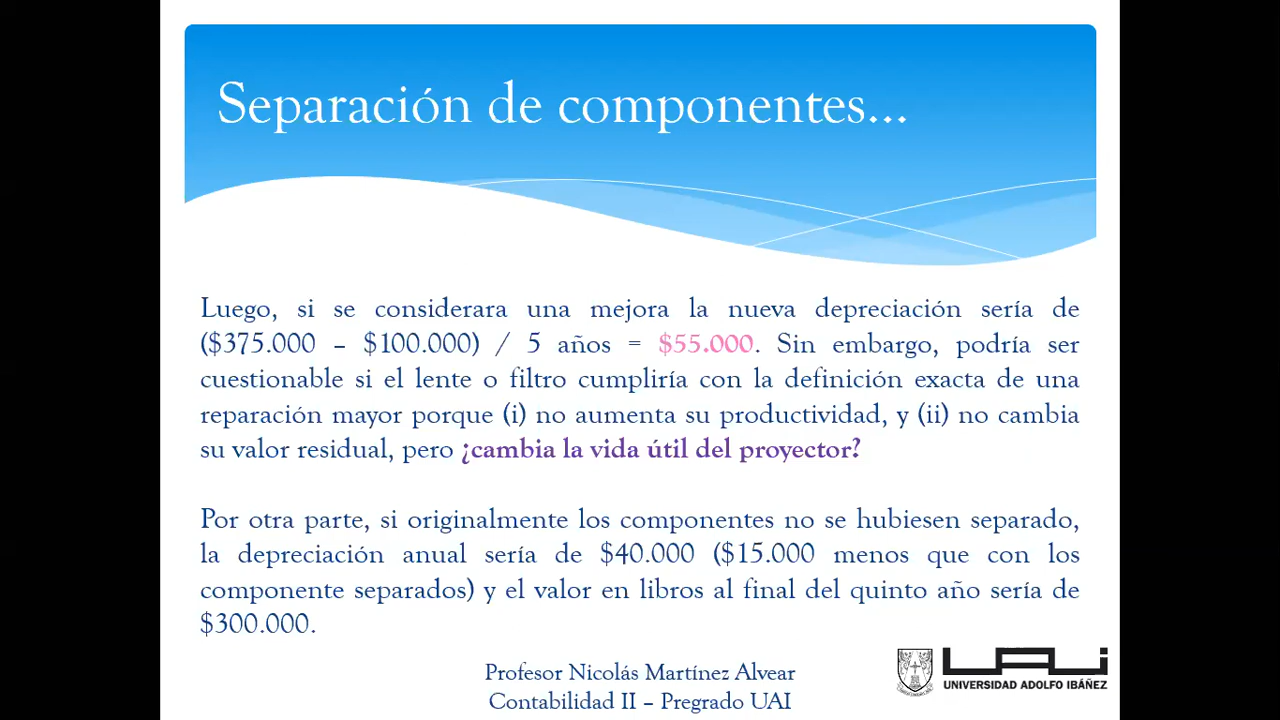 Separación de componentes...
Luego, si se considerara una mejora la nueva depreciación sería de
($375.000 – $100.000) / 5 años = $55.000. Sin embargo, podría ser
cuestionable si el lente o filtro cumpliría con la definición exacta de una
reparación mayor porque (i) no aumenta su productividad, y (ii) no cambia
su valor residual, pero ¿cambia la vida útil del proyector?
Por otra parte, si originalmente los componentes no se hubiesen separado,
la depreciación anual sería de $40.000 ($15.000 menos que con los
componente separados) y el valor en libros al final del quinto año sería de
$300.000.
Profesor Nicolás Martínez Alvear
Contabilidad II – Pregrado UAI
UAi
UNIVERSIDAD ADOLFO IBÁÑEZ